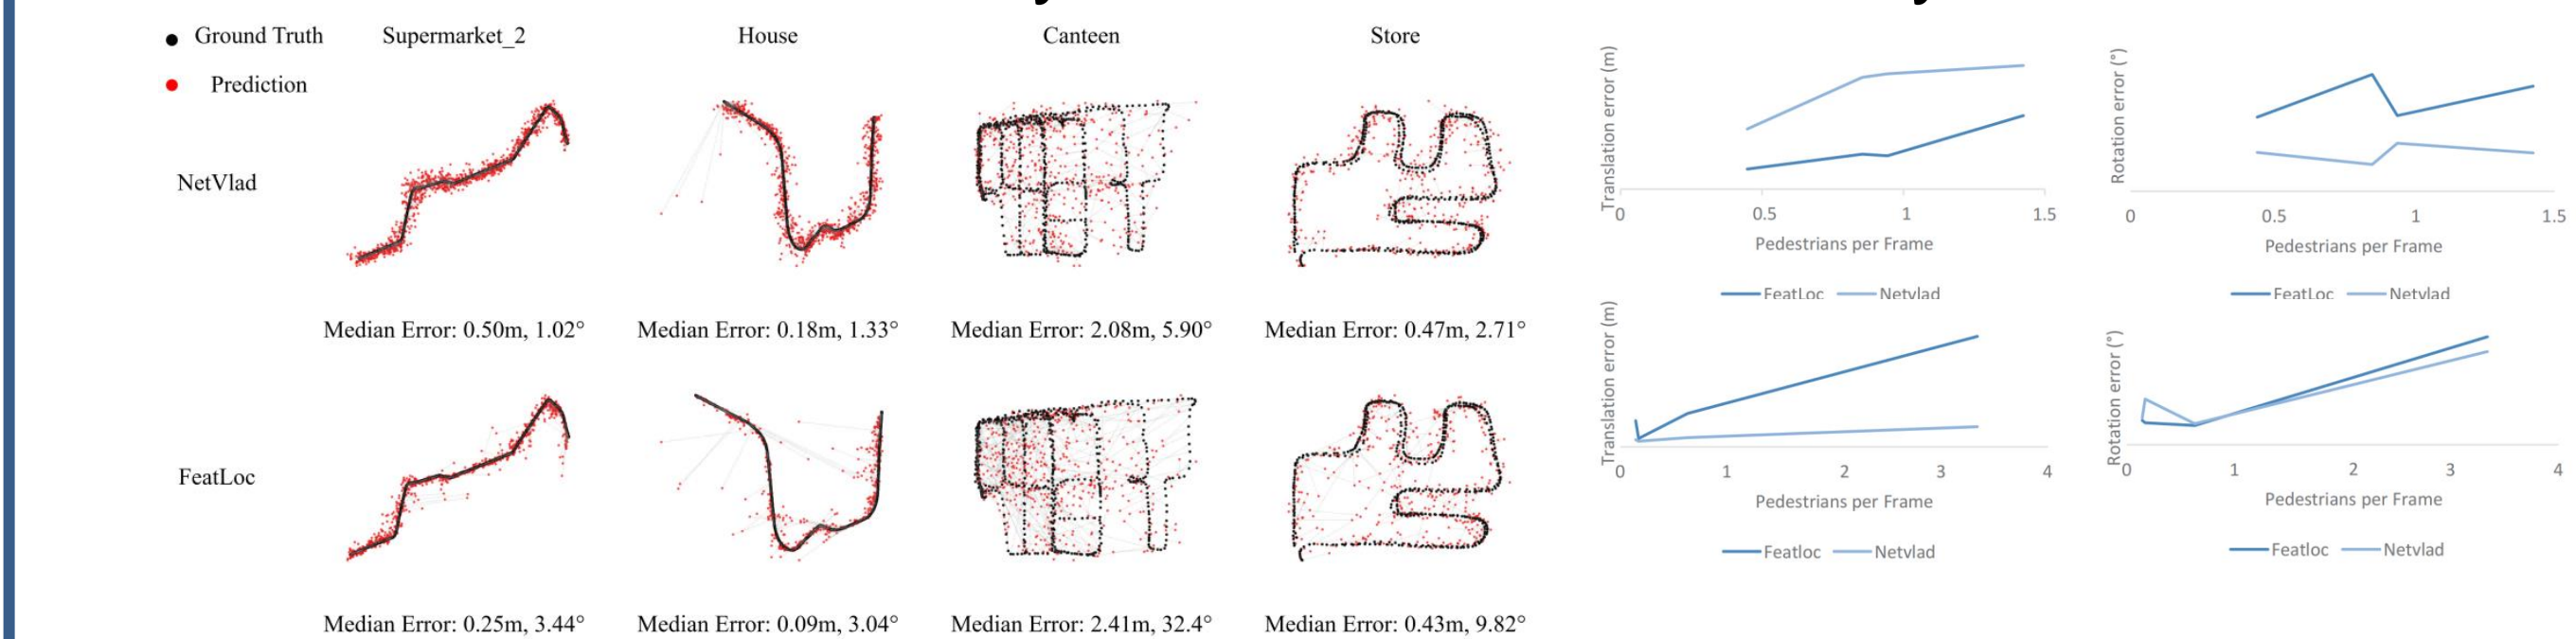 Ground Truth
Prediction
Supermarket_2
House
Canteen
Store
NetVlad
Median Error: 0.50m, 1.02°
Median Error: 0.18m, 1.33°
Median Error: 2.08m, 5.90°
Median Error: 0.47m, 2.71°
FeatLoc
Median Error: 0.25m, 3.44°
Median Error: 0.09m, 3.04°
Median Error: 2.41m, 32.4°
Median Error: 0.43m, 9.82°
Translation error (m)
0 0.5 1 1.5
Pedestrians per Frame
FeatLoc Netvlad
Rotation error (°)
0 0.5 1 1.5
Pedestrians per Frame
FeatLoc Netvlad
Translation error (m)
0 1 2 3 4
Pedestrians per Frame
Featloc Netvlad
Rotation error (°)
0 1 2 3 4
Pedestrians per Frame
Featloc Netvlad